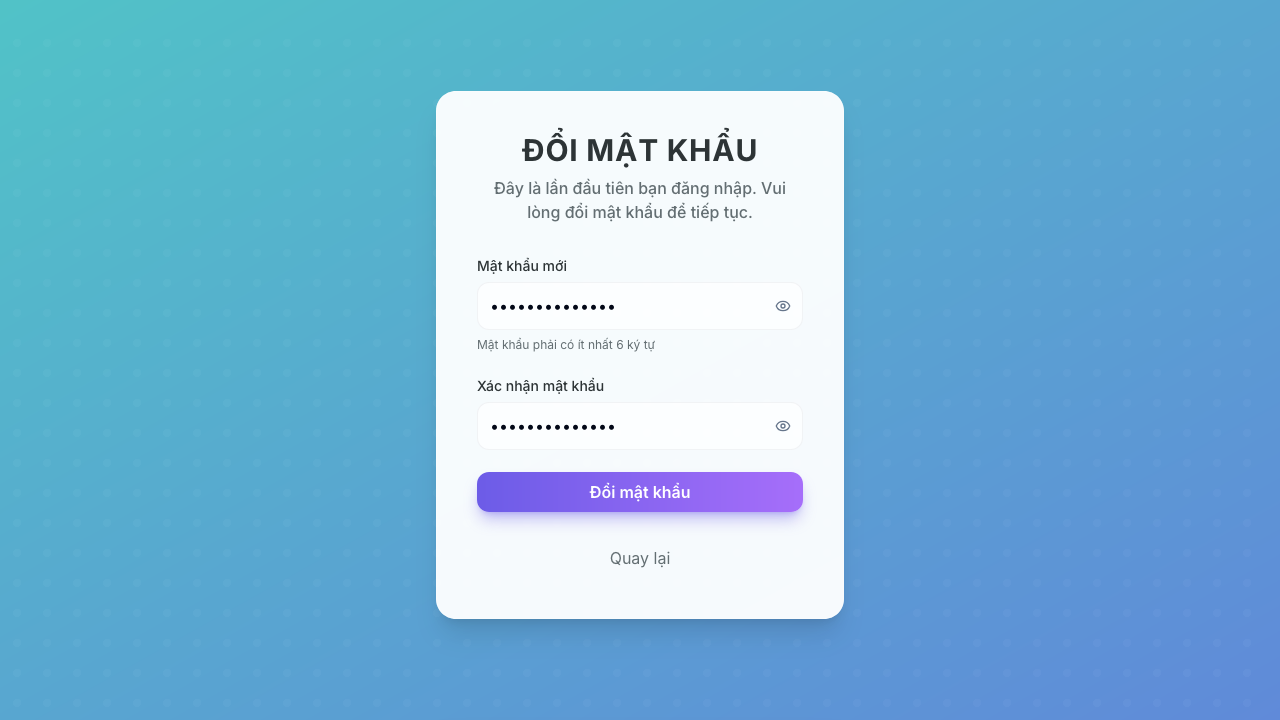 ĐỔI MẬT KHẨU
Đây là lần đầu tiên bạn đăng nhập. Vui
lòng đổi mật khẩu để tiếp tục.
Mật khẩu mới
••••••••••••••
Mật khẩu phải có ít nhất 6 ký tự
Xác nhận mật khẩu
••••••••••••••
Đổi mật khẩu
Quay lại